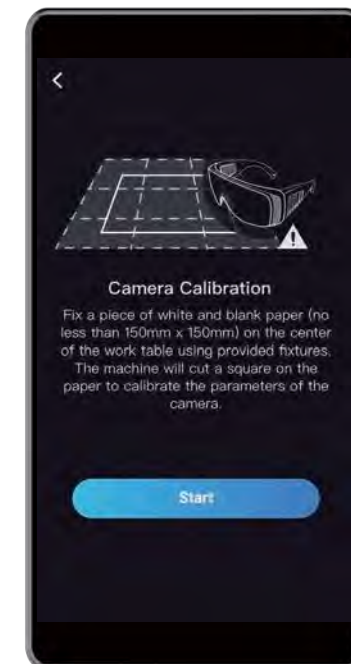 Camera Calibration
Fix a piece of white and blank paper (no
less than 150mm x 150mm) on the center
of the work table using provided fixtures.
The machine will cut a square on the
paper to calibrate the parameters of the
camera.
Start